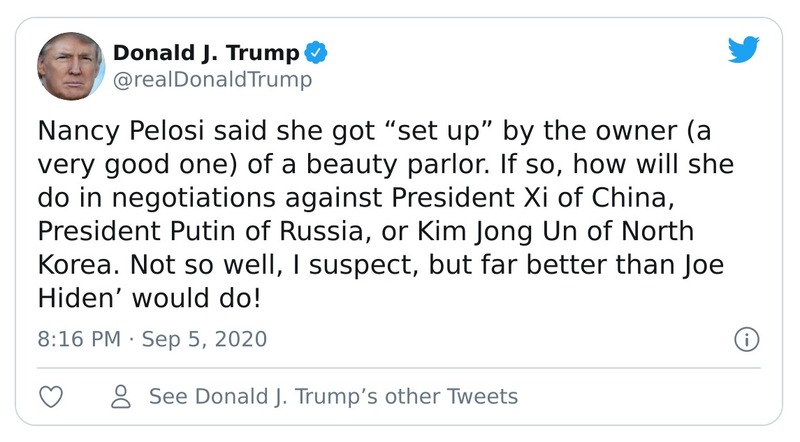 Donald J. Trump
@realDonaldTrump
Nancy Pelosi said she got “set up” by the owner (a
very good one) of a beauty parlor. If so, how will she
do in negotiations against President Xi of China,
President Putin of Russia, or Kim Jong Un of North
Korea. Not so well, I suspect, but far better than Joe
Hiden’ would do!
8:16 PM · Sep 5, 2020
See Donald J. Trump’s other Tweets